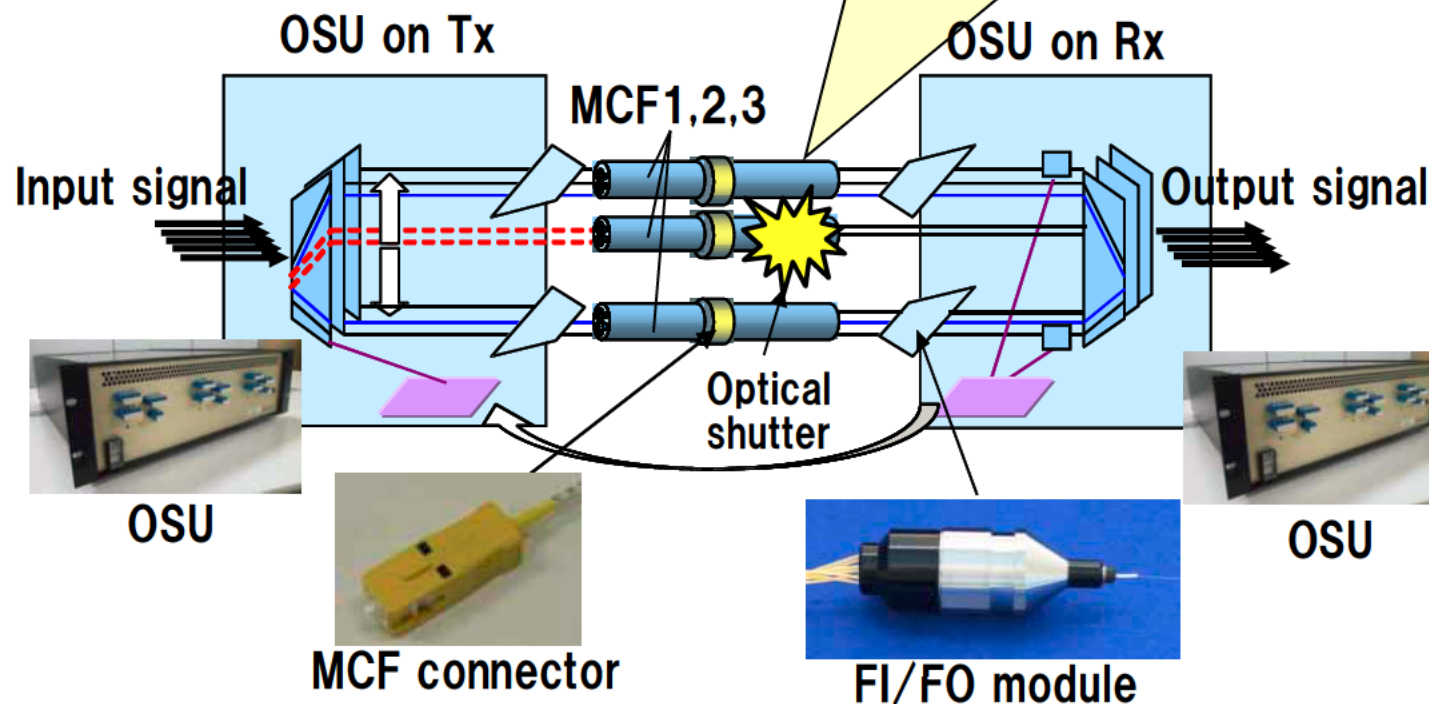 OSU on Tx
OSU on Rx
MCF1,2,3
Input signal
Output signal
Optical
shutter
OSU
OSU
MCF connector
FI/FO module